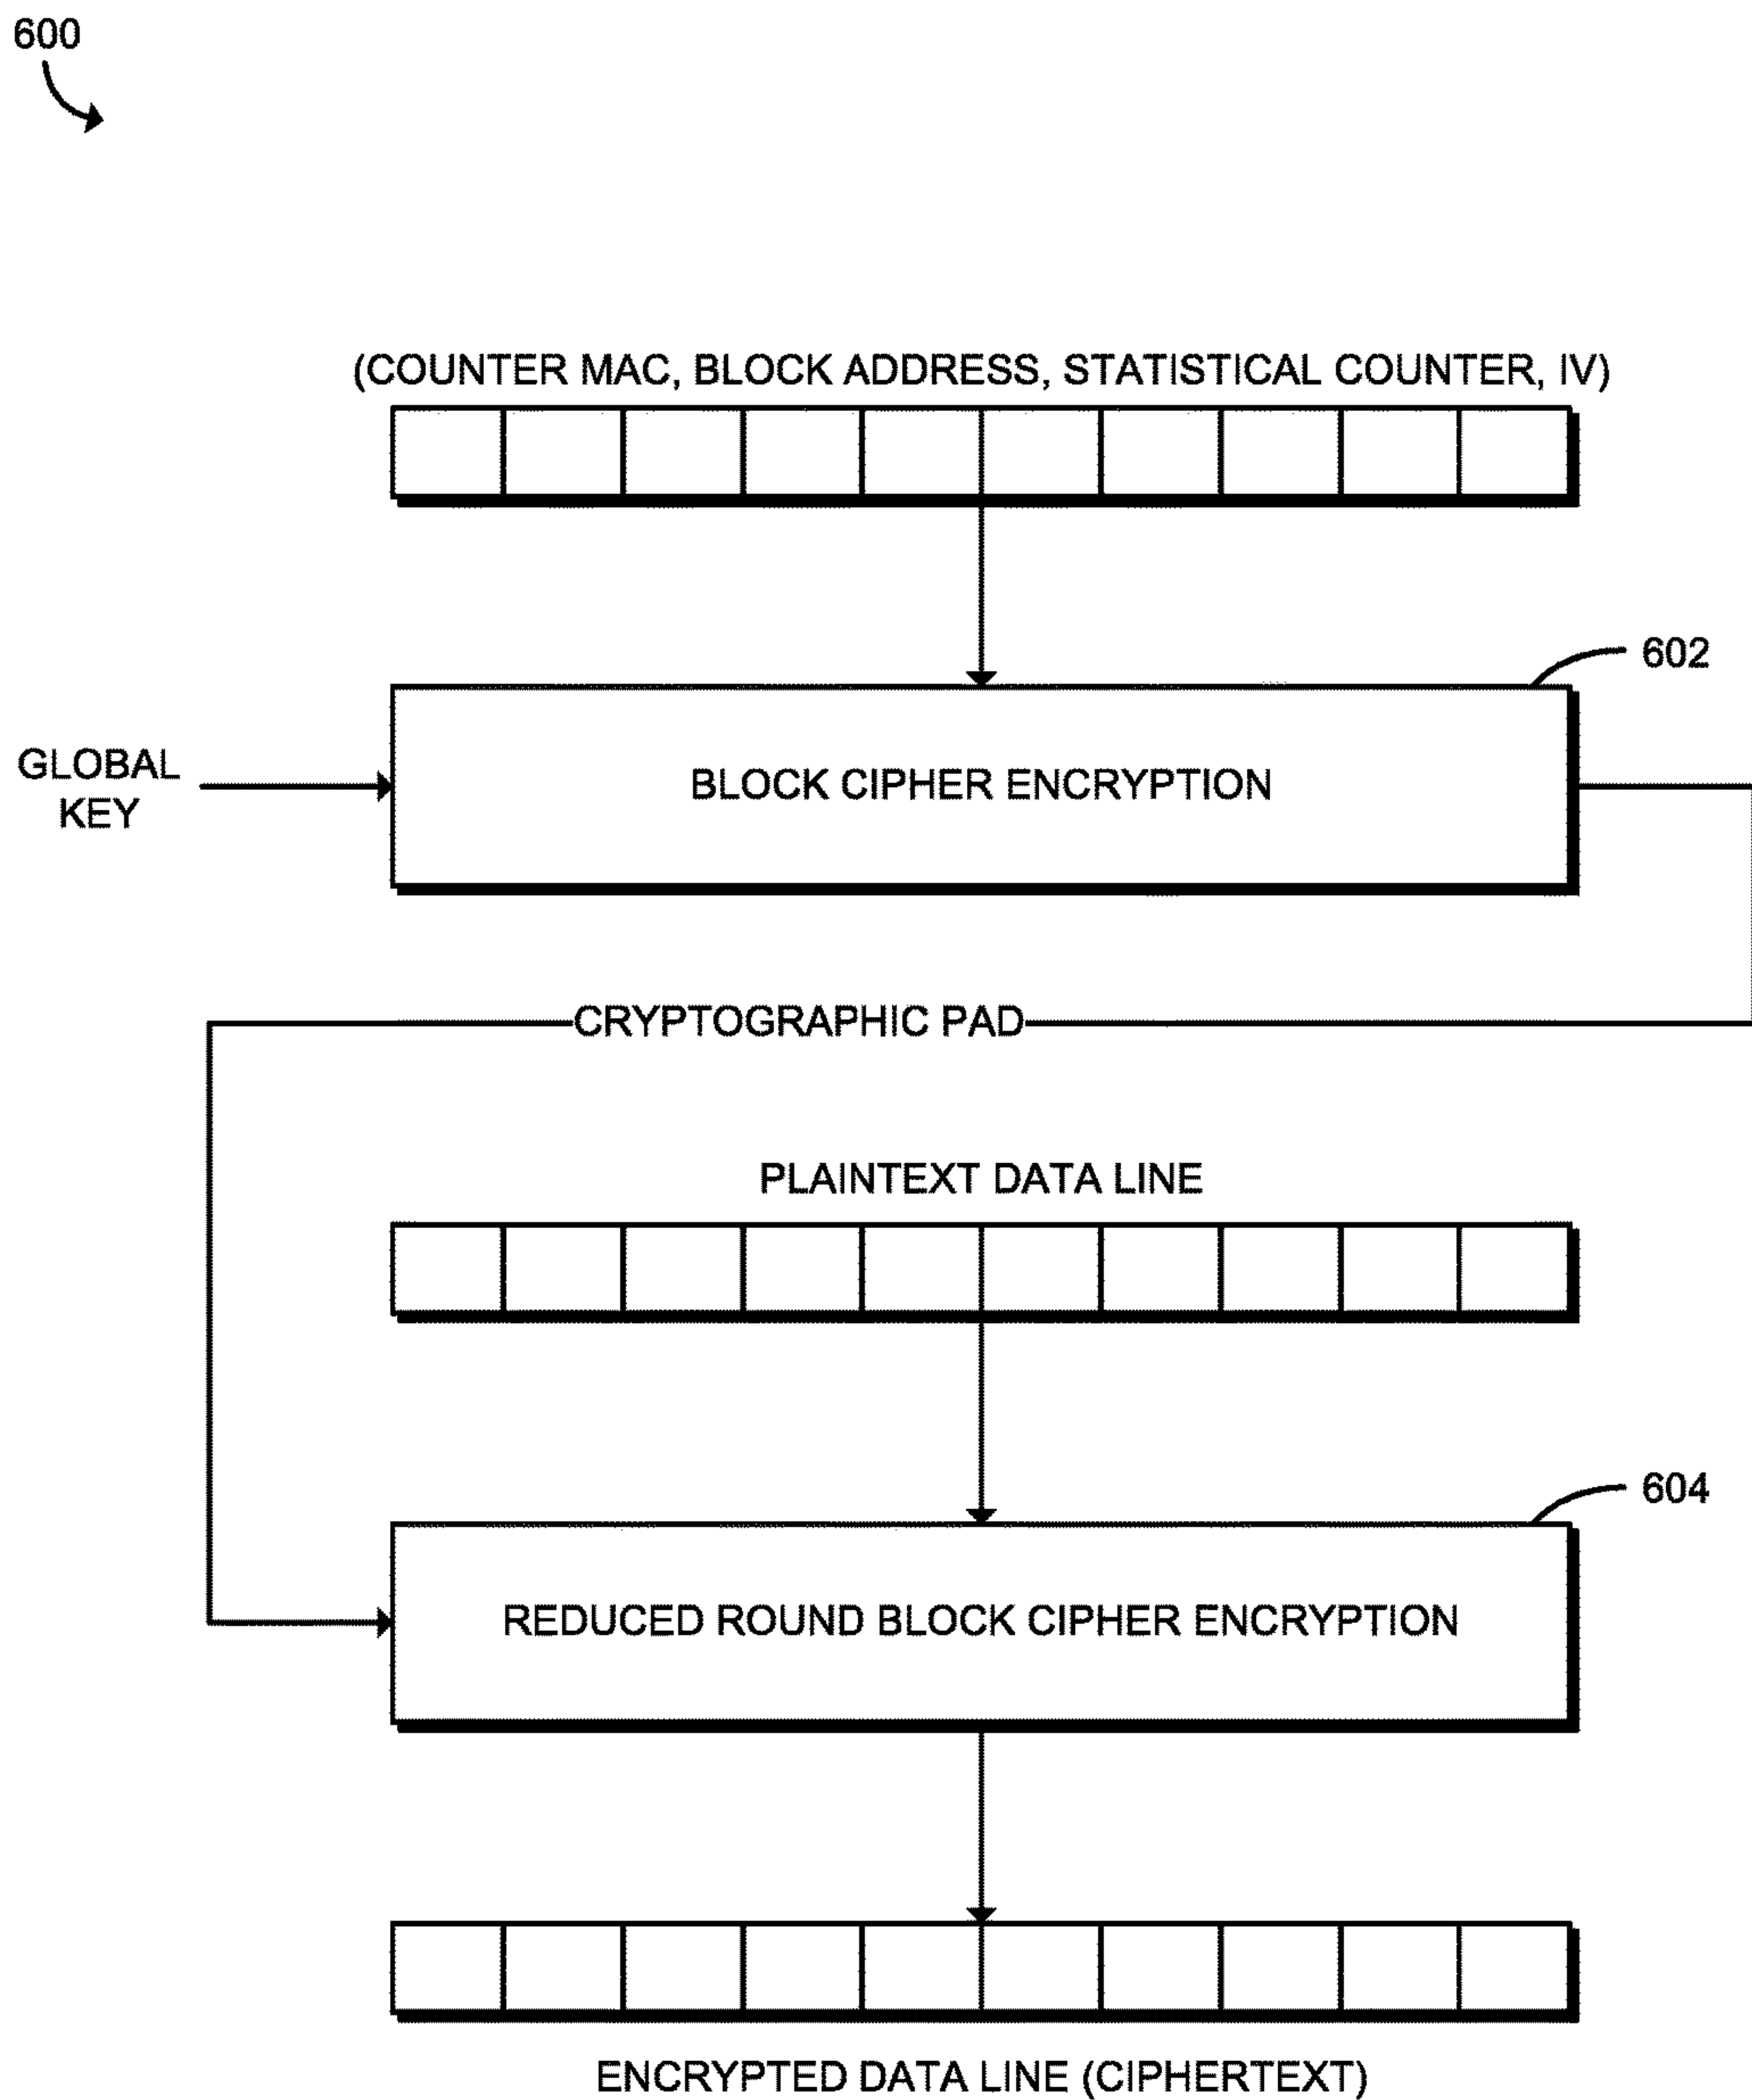 600
(COUNTER MAC, BLOCK ADDRESS, STATISTICAL COUNTER, IV)
602
GLOBAL
KEY
BLOCK CIPHER ENCRYPTION
CRYPTOGRAPHIC PAD
PLAINTEXT DATA LINE
604
REDUCED ROUND BLOCK CIPHER ENCRYPTION
ENCRYPTED DATA LINE (CIPHERTEXT)